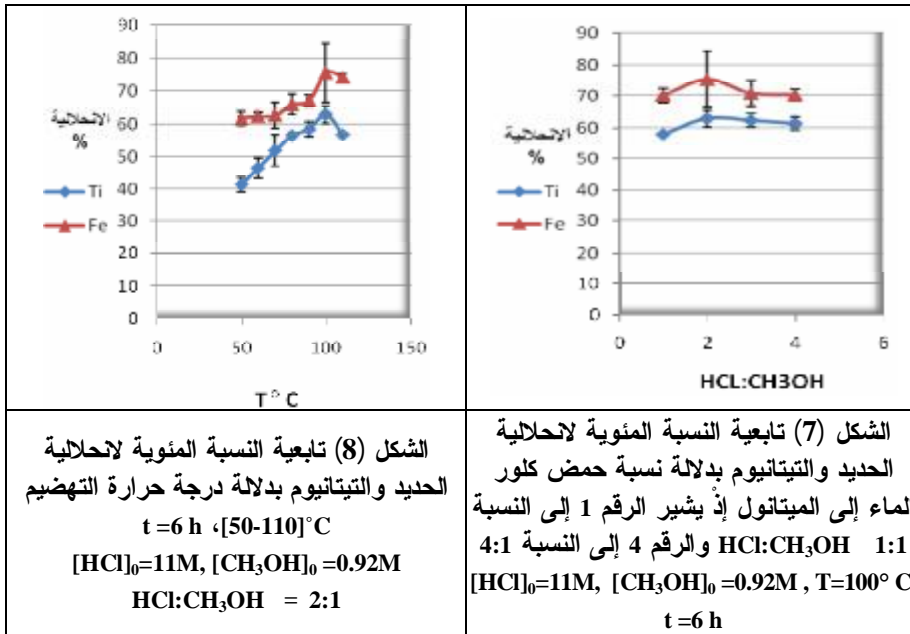 90
80
70
60
50
40
30
20
10
0
الانحلالية
%
Ti
Fe
0 50 100 150
T° C
90
80
70
60
50
40
30
20
10
0
الانحلالية
%
Ti
Fe
0 2 4 6
HCL:CH3OH
الشكل (7) تابعية النسبة المئوية لانحلالية
الحديد والتيتانيوم بدلالة نسبة حمض كلور
الماء إلى الميتانول إذْ يشير الرقم 1 إلى النسبة
1:1 HCl:CH₃OH والرقم 4 إلى النسبة 4:1
[HCl]₀=11M, [CH₃OH]₀ =0.92M , T=100° C
t =6 h
الشكل (8) تابعية النسبة المئوية لانحلالية
الحديد والتيتانيوم بدلالة درجة حرارة التهضيم
t =6 h ،[50-110]°C
[HCl]₀=11M, [CH₃OH]₀ =0.92M
HCl:CH₃OH = 2:1